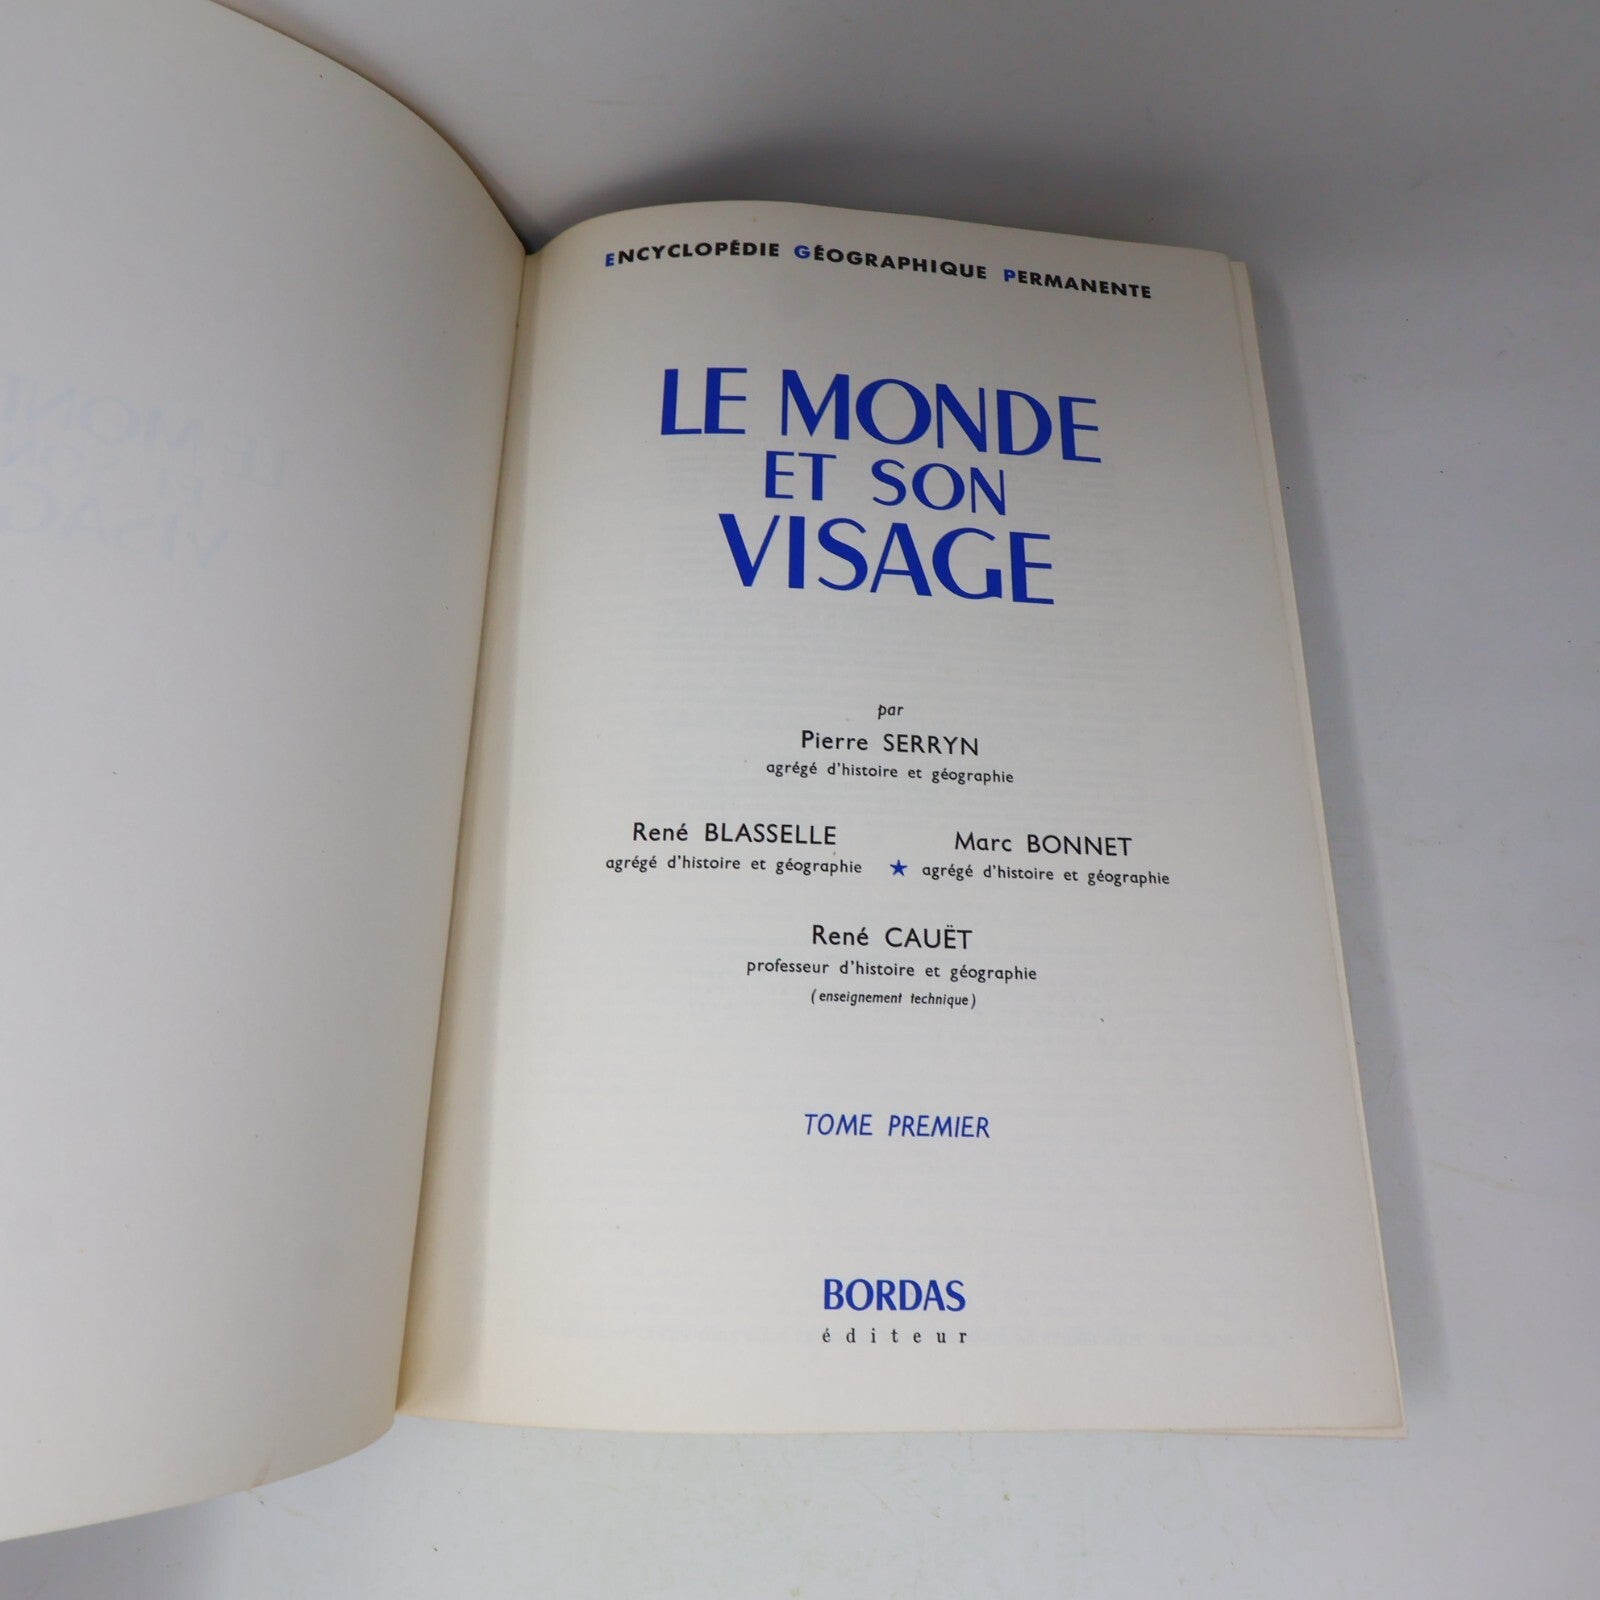 ENCYCLOPÉDIE GÉOGRAPHIQUE PERMANENTE
LE MONDE
ET SON
VISAGE
par
Pierre SERRYN
agrégé d'histoire et géographie
René BLASSELLE
agrégé d'histoire et géographie
★
Marc BONNET
agrégé d'histoire et géographie
René CAUËT
professeur d'histoire et géographie
(enseignement technique)
TOME PREMIER
BORDAS
éditeur